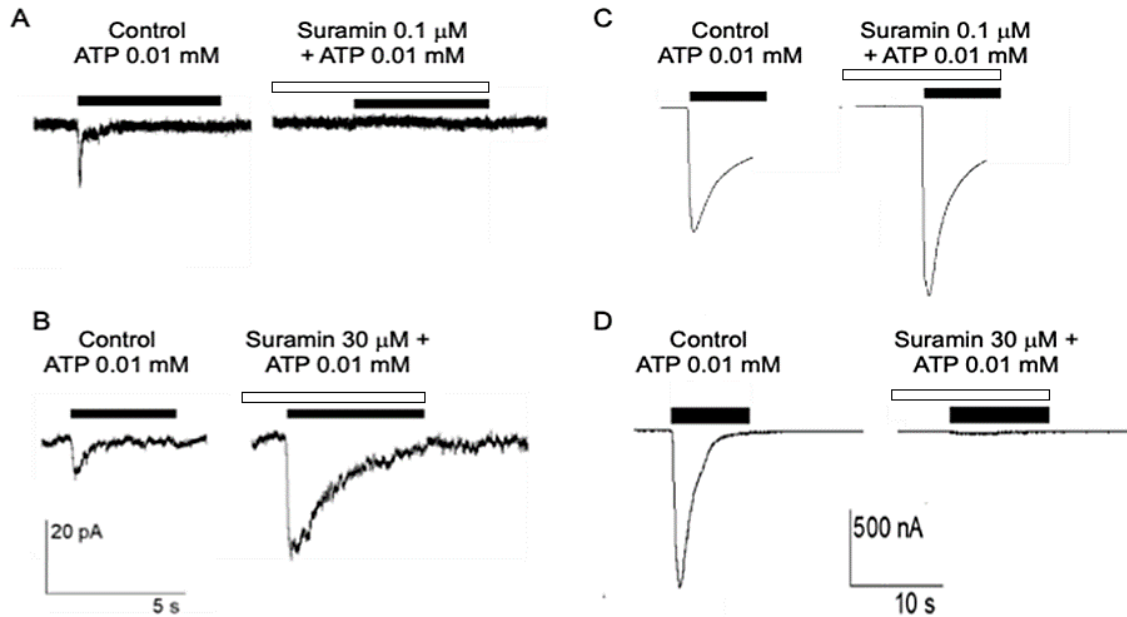 A
Control
ATP 0.01 mM
Suramin 0.1 μM
+ ATP 0.01 mM
C
Control
ATP 0.01 mM
Suramin 0.1 μM
+ ATP 0.01 mM
B
Control
ATP 0.01 mM
Suramin 30 μM +
ATP 0.01 mM
20 pA
5 s
D
Control
ATP 0.01 mM
Suramin 30 μM +
ATP 0.01 mM
500 nA
10 s